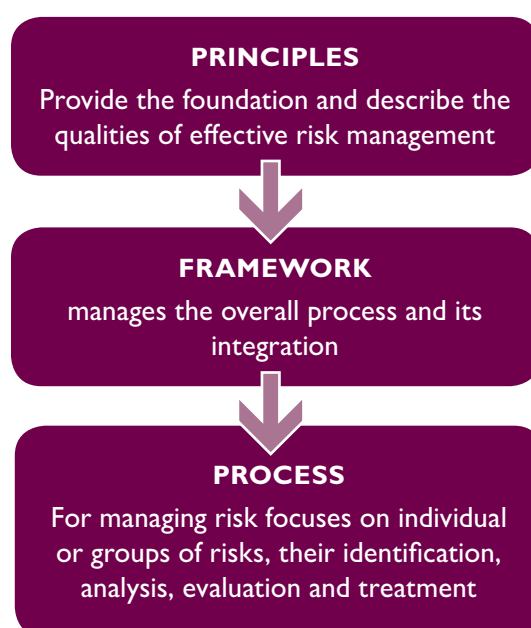 PRINCIPLES
Provide the foundation and describe the
qualities of effective risk management
FRAMEWORK
manages the overall process and its
integration
PROCESS
For managing risk focuses on individual
or groups of risks, their identification,
analysis, evaluation and treatment